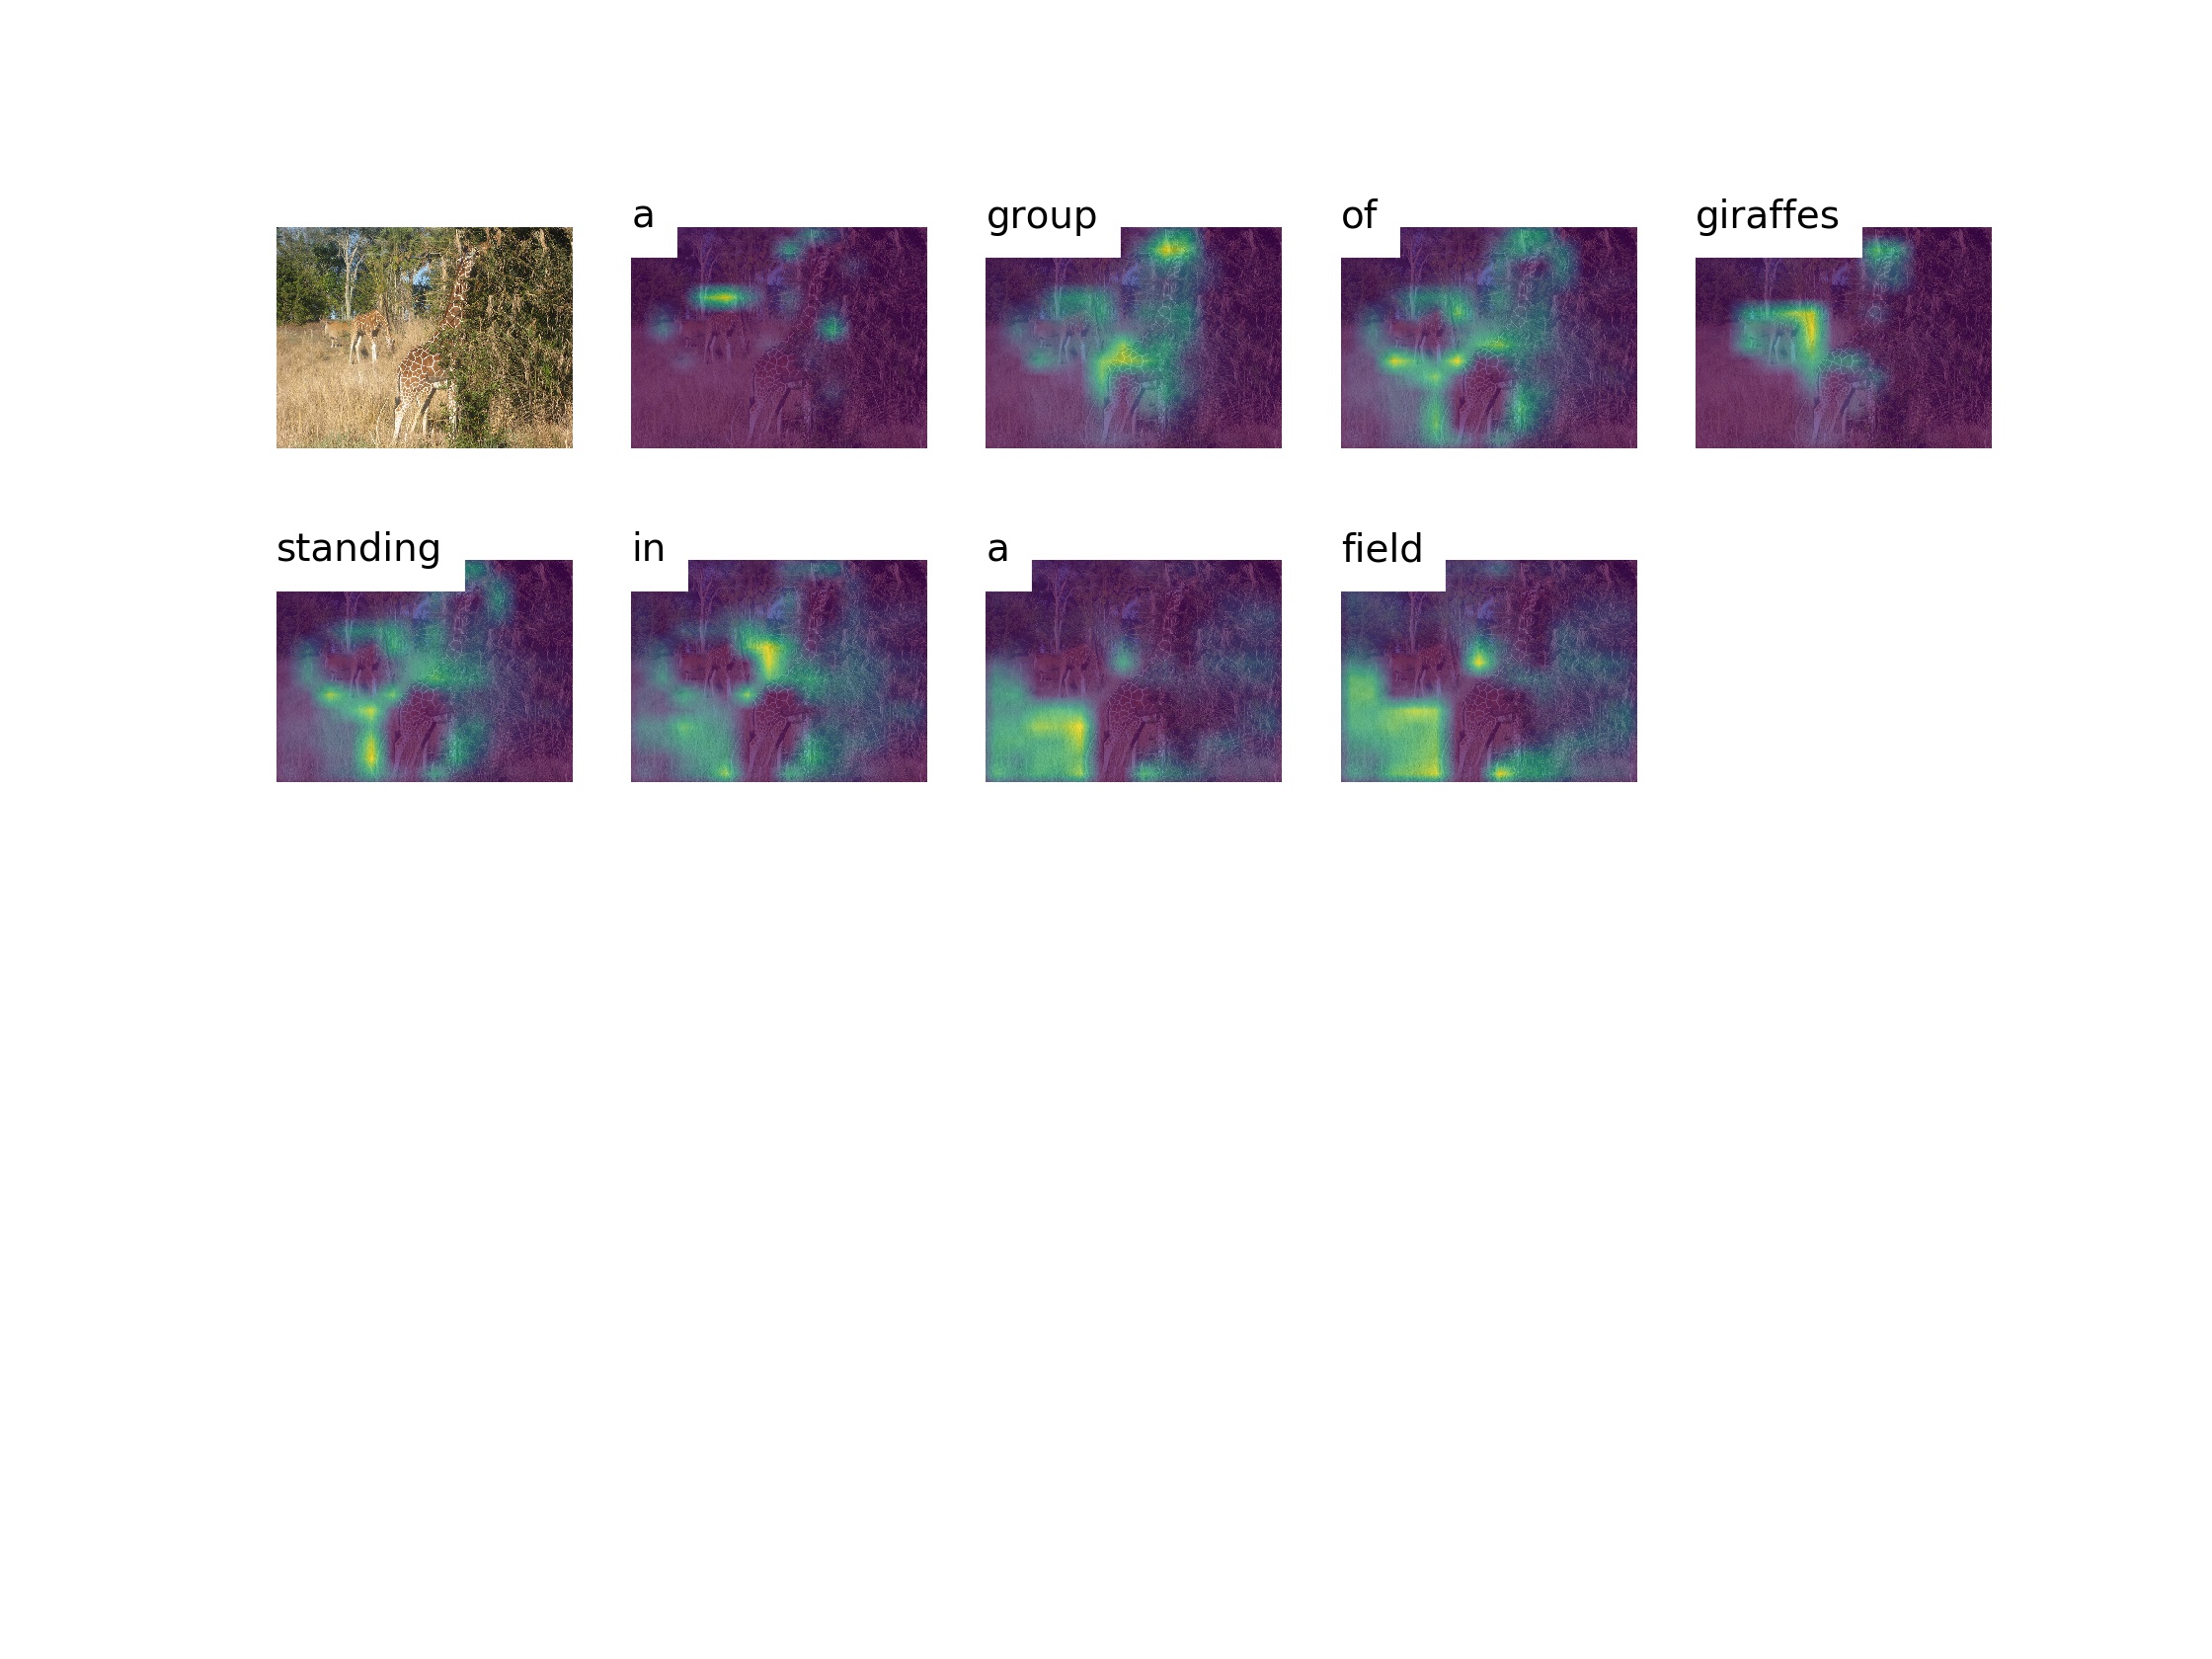 a group of giraffes
standing in a field